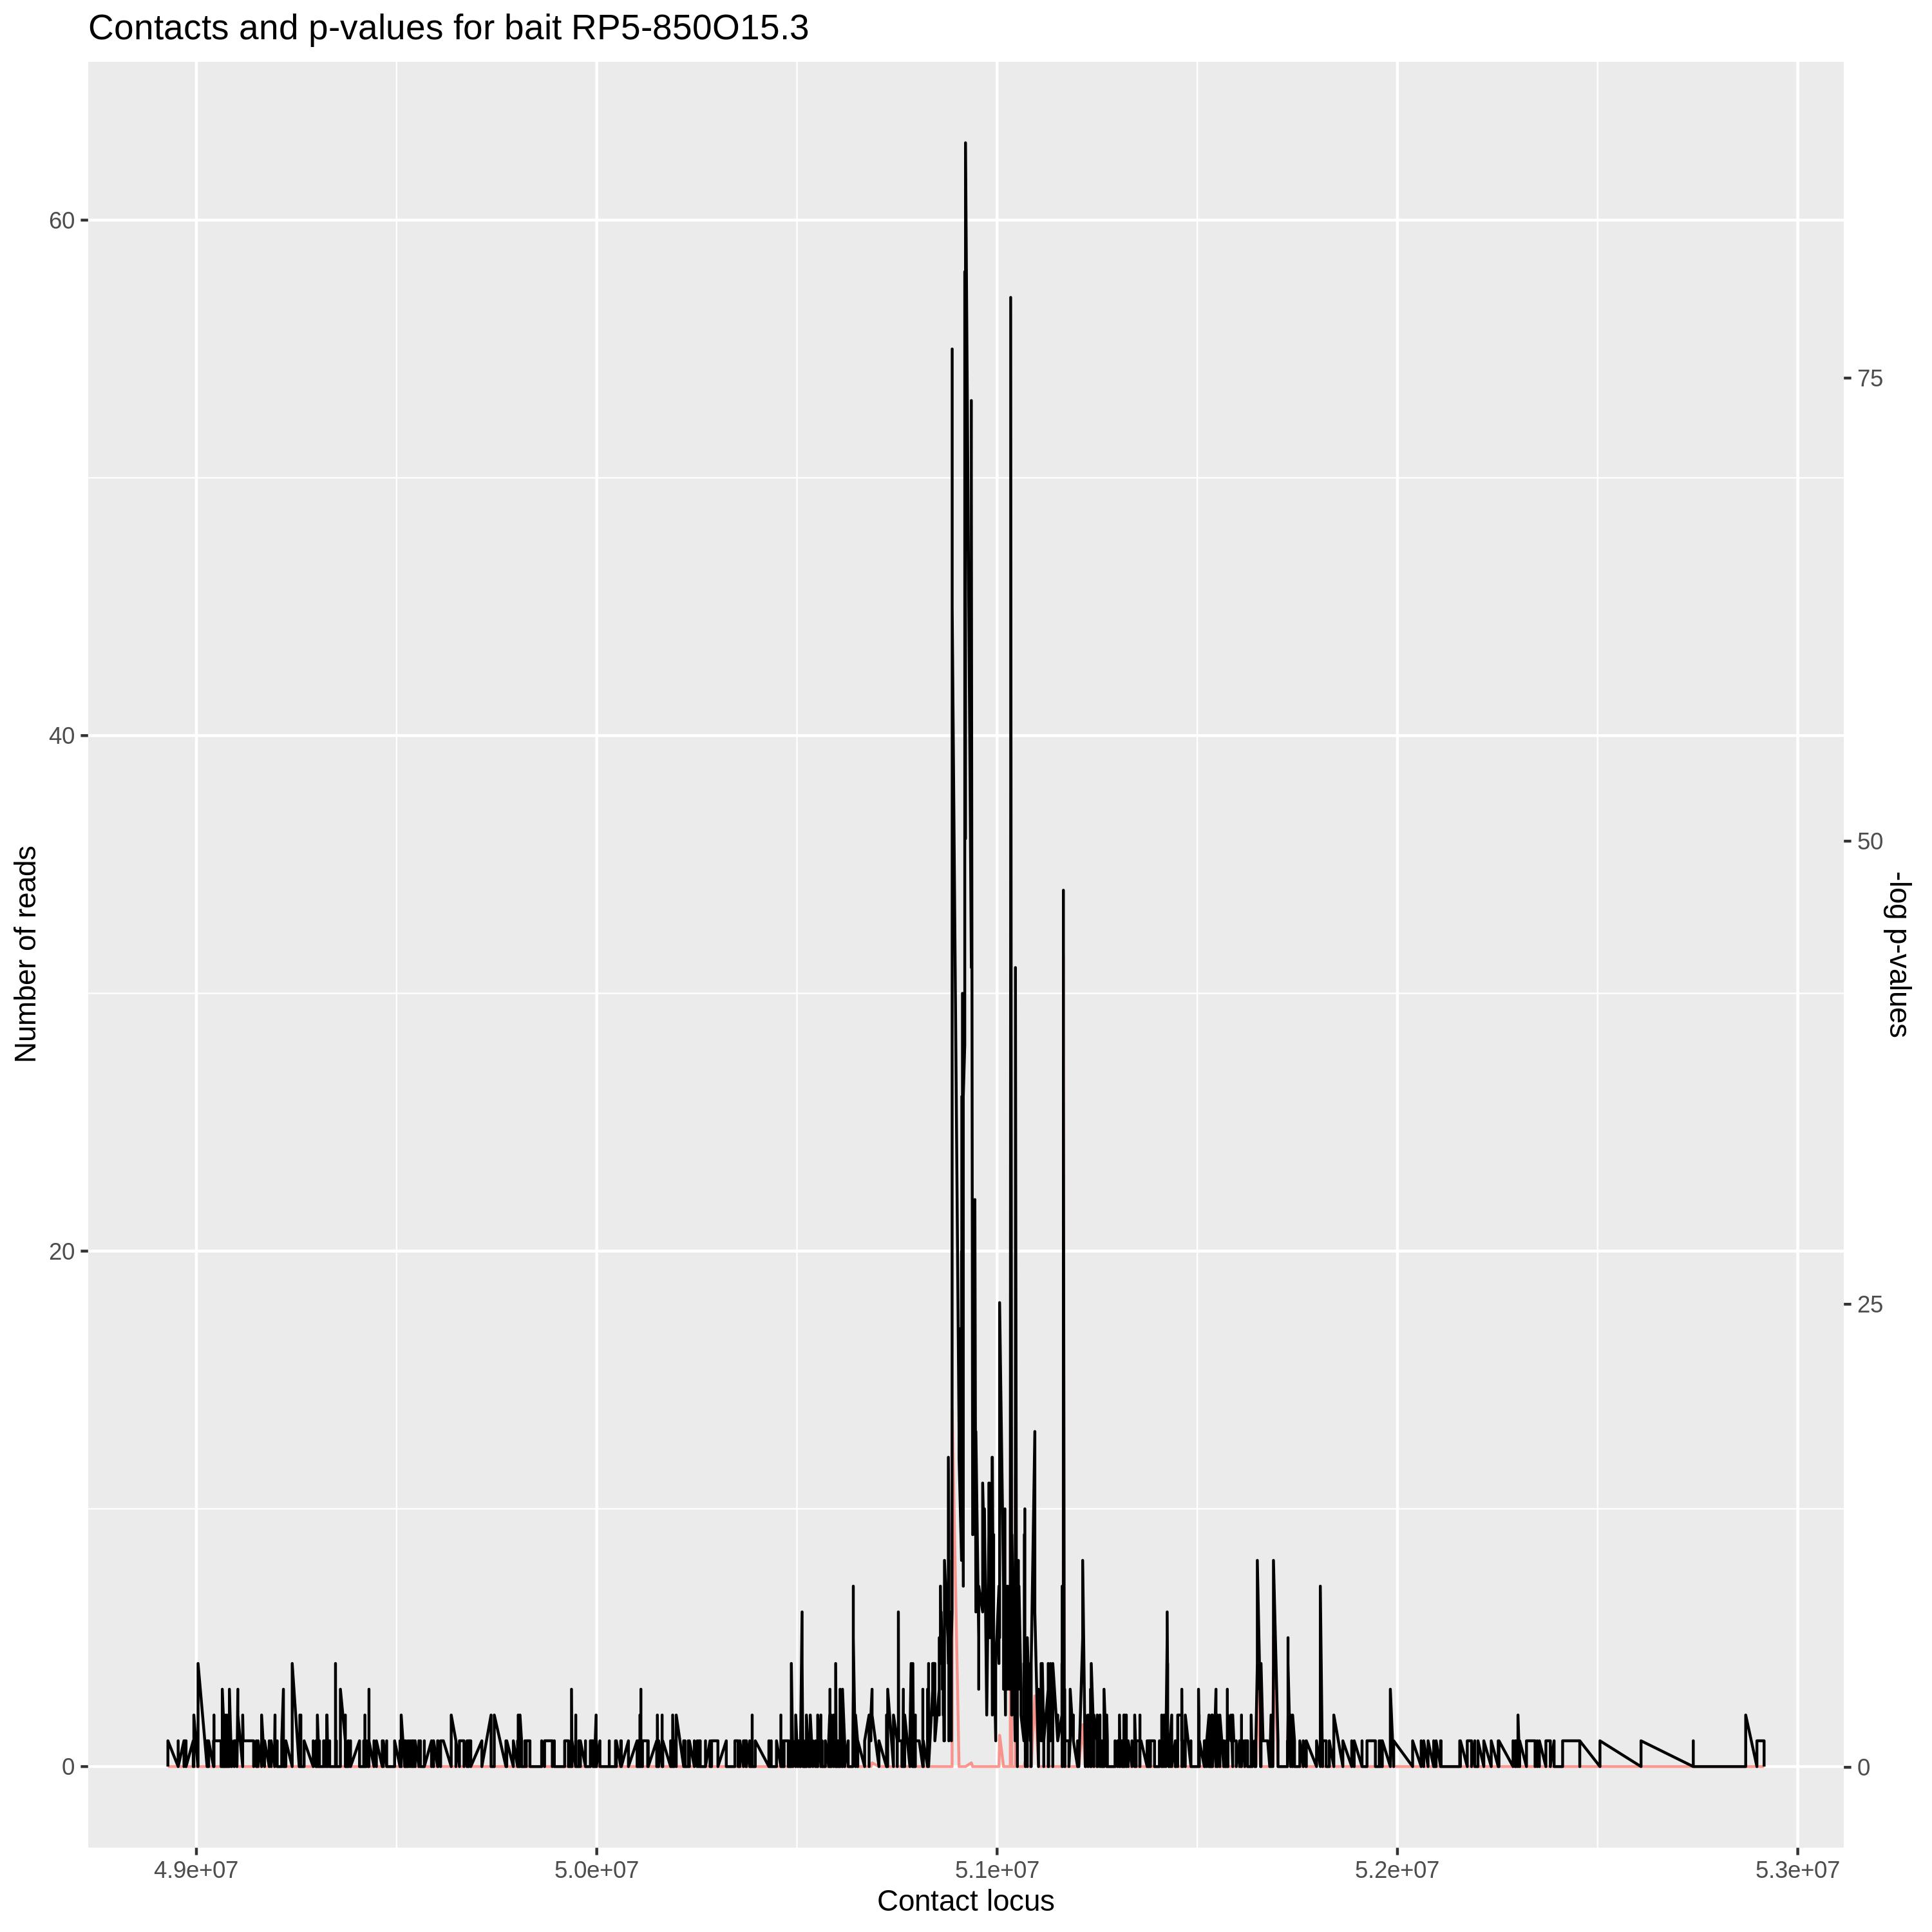 Contacts and p-values for bait RP5-850O15.3
60
40
20
0
Number of reads
75
50
25
0
-log p-values
4.9e+07
5.0e+07
5.1e+07
5.2e+07
5.3e+07
Contact locus